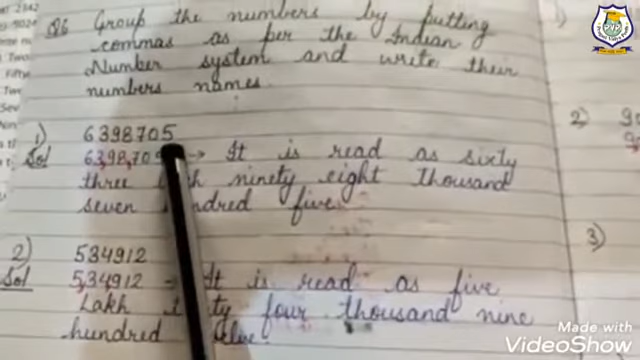 Q6 Group the numbers by putting
commas as per the Indian
Number system and write their
numbers names.
1) 6398705
Sol 63,98,705 → It is read as sixty
three ninety eight thousand
seven five.
2) 534912
Sol 5,34,912 → It is read as five
Lakh four thousand nine
hundred
2)
3)
Made with
VideoShow